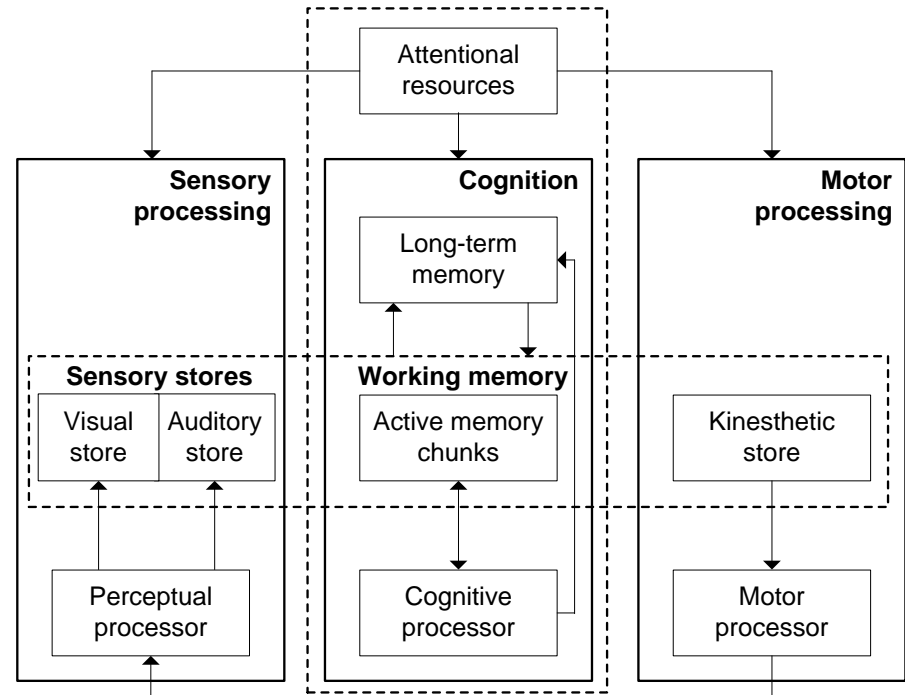 Attentional
resources
Sensory
processing
Cognition
Motor
processing
Long-term
memory
Sensory stores
Working memory
Visual
store
Auditory
store
Active memory
chunks
Kinesthetic
store
Perceptual
processor
Cognitive
processor
Motor
processor